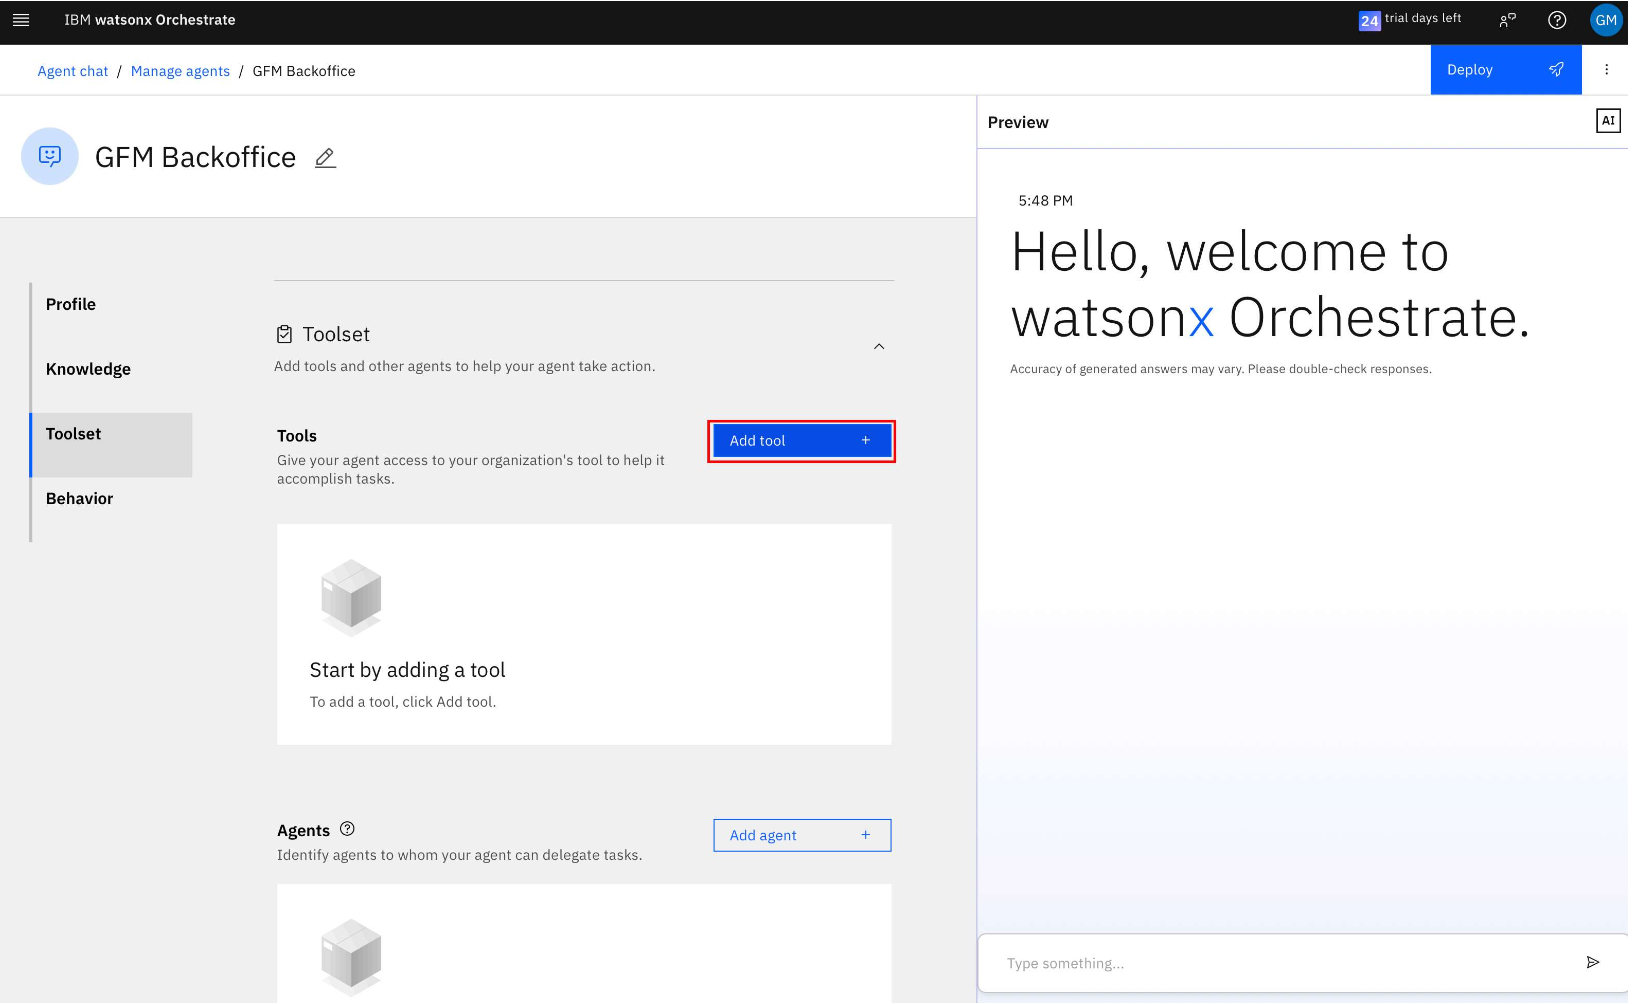 IBM watsonx Orchestrate
24 trial days left
GM
Agent chat / Manage agents / GFM Backoffice
Deploy
GFM Backoffice
Profile
Knowledge
Toolset
Behavior
Toolset
Add tools and other agents to help your agent take action.
Tools
Give your agent access to your organization's tool to help it
accomplish tasks.
Add tool +
Start by adding a tool
To add a tool, click Add tool.
Agents
Identify agents to whom your agent can delegate tasks.
Add agent +
Preview
AI
5:48 PM
Hello, welcome to
watsonx Orchestrate.
Accuracy of generated answers may vary. Please double-check responses.
Type something...